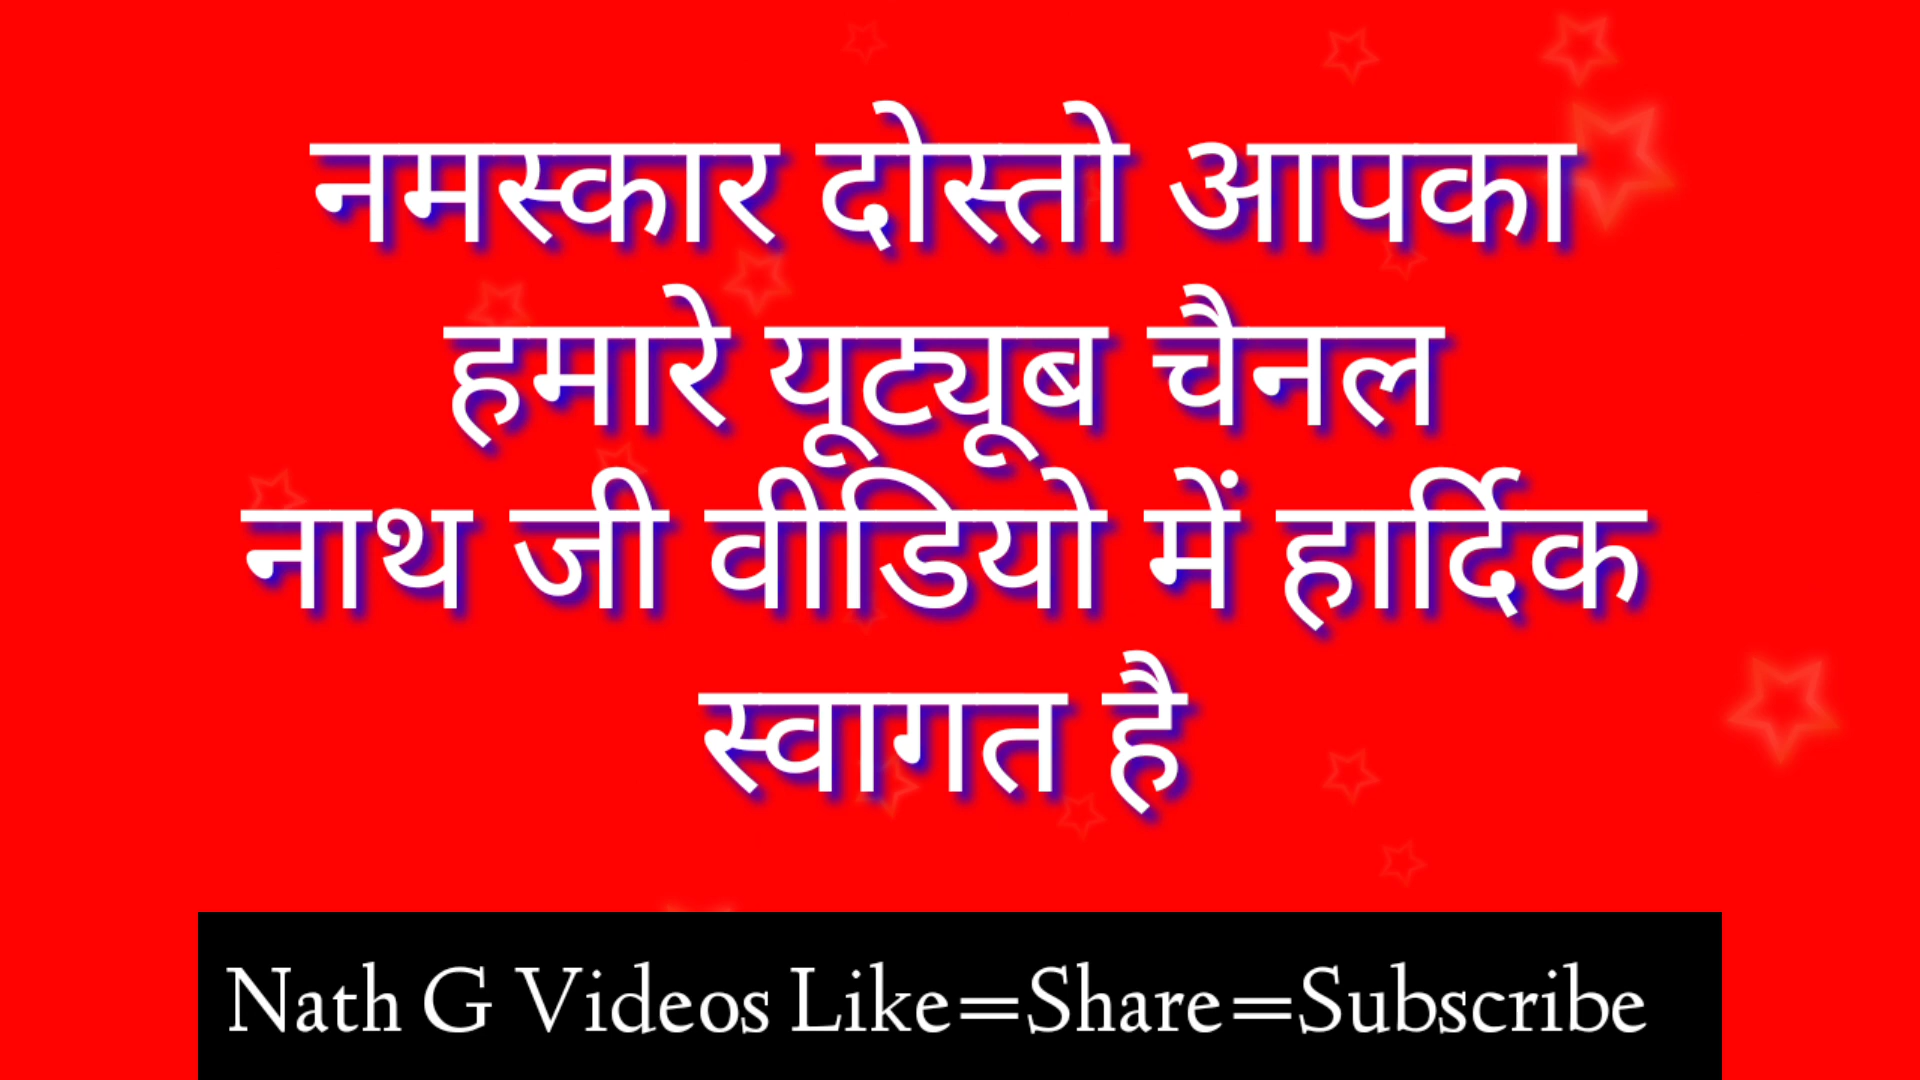 नमस्कार दोस्तो आपका
हमारे यूट्यूब चैनल
नाथ जी वीडियो में हार्दिक
स्वागत है
Nath G Videos Like=Share=Subscribe